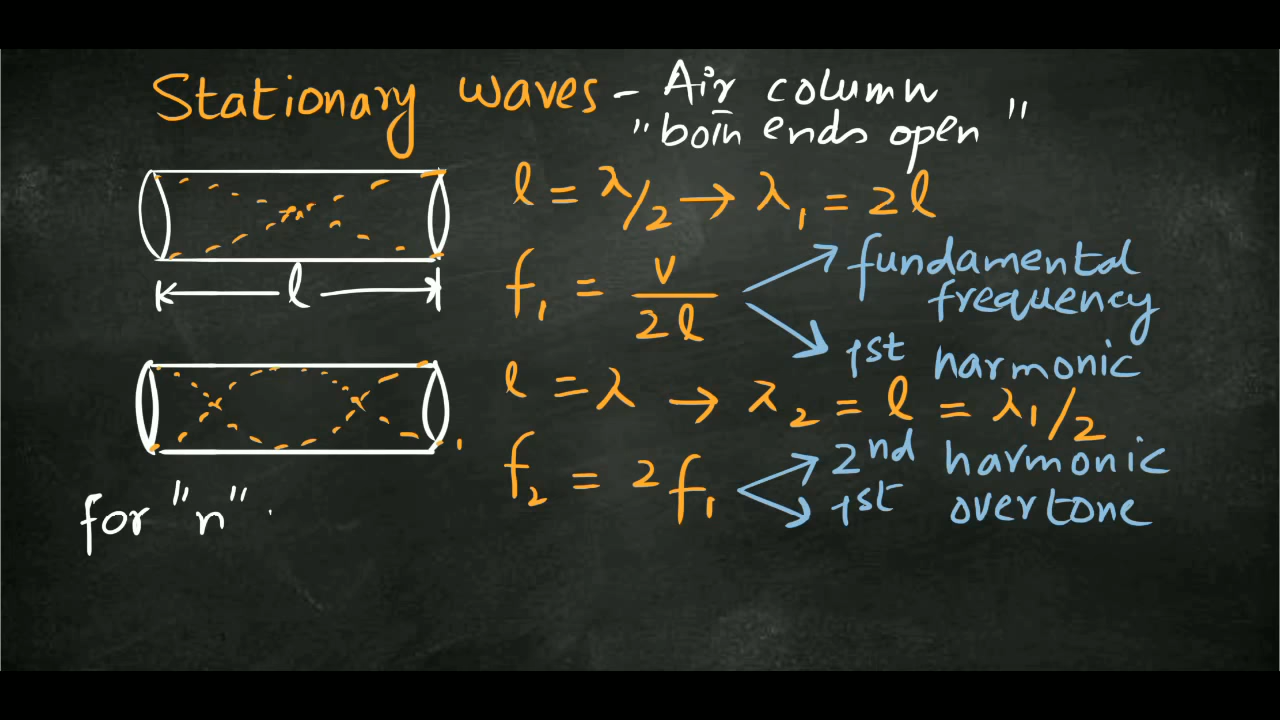 Stationary waves - Air column
"both ends open"
l = λ/2 → λ₁ = 2l
f₁ = v/2l
fundamental
frequency
1st harmonic
l
l = λ → λ₂ = l = λ₁/2
f₂ = 2f₁
2nd harmonic
1st overtone
for "n"